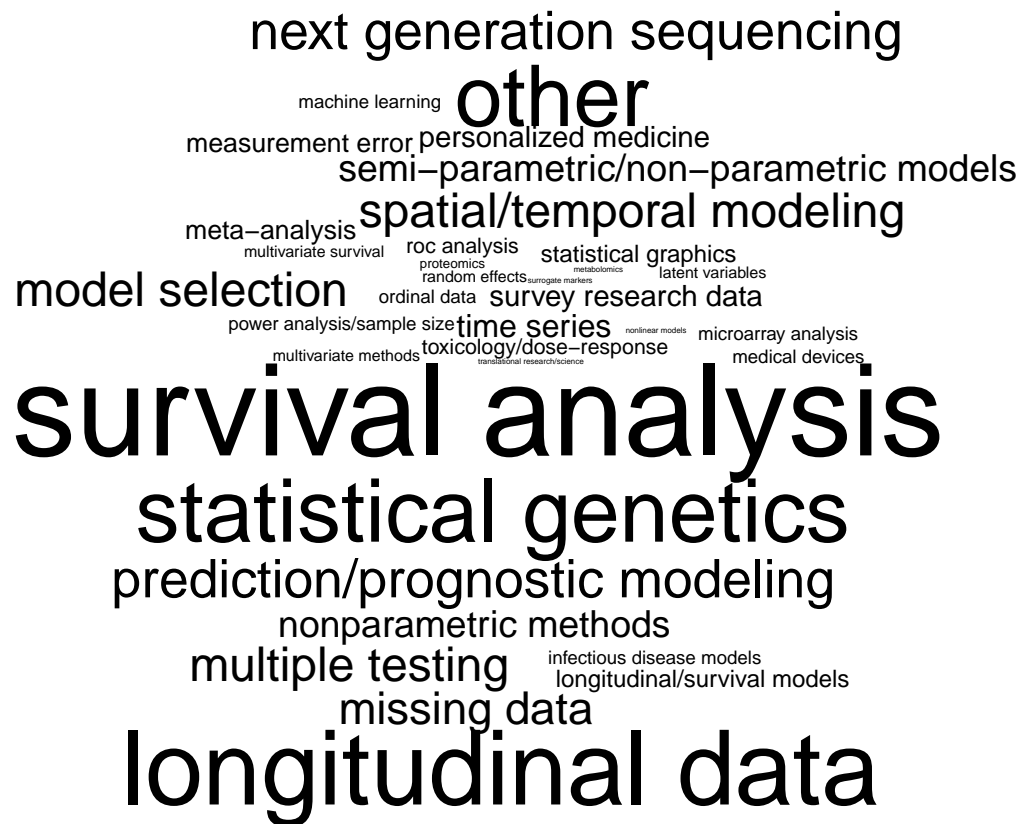 next generation sequencing
machine learning other
measurement error personalized medicine
semi−parametric/non−parametric models
meta−analysis spatial/temporal modeling
multivariate survival roc analysis statistical graphics
proteomics metabolomics
random effects surrogate markers latent variables
model selection ordinal data survey research data
power analysis/sample size time series nonlinear models microarray analysis
multivariate methods toxicology/dose−response medical devices
translational research/science
survival analysis
statistical genetics
prediction/prognostic modeling
nonparametric methods
multiple testing infectious disease models
longitudinal/survival models
missing data
longitudinal data